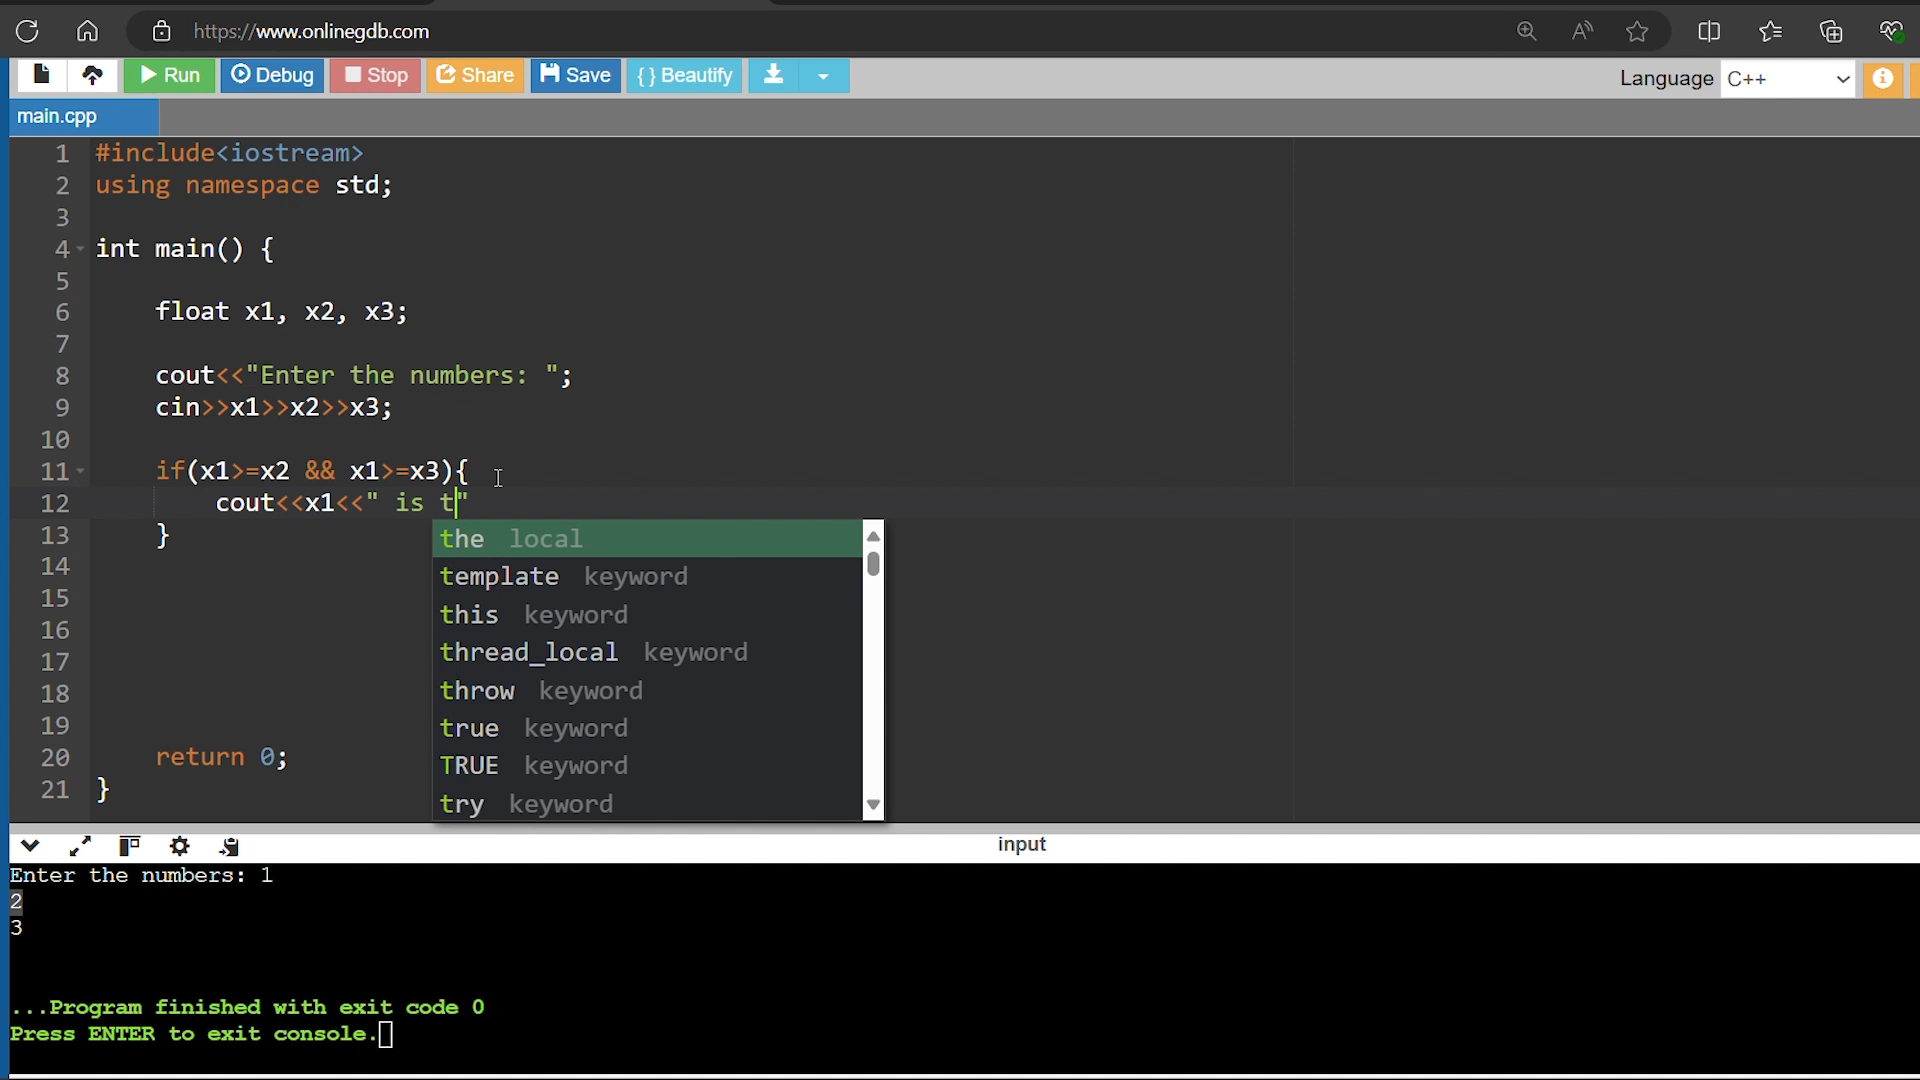 https://www.onlinegdb.com
Run Debug Stop Share Save {} Beautify Language C++
main.cpp
1 #include<iostream>
2 using namespace std;
3
4 int main() {
5
6 float x1, x2, x3;
7
8 cout<<"Enter the numbers: ";
9 cin>>x1>>x2>>x3;
10
11 if(x1>=x2 && x1>=x3){
12 cout<<x1<<" is t"
13 }
14
15
16
17
18
19
20 return 0;
21 }
the local
template keyword
this keyword
thread_local keyword
throw keyword
true keyword
TRUE keyword
try keyword
input
Enter the numbers: 1
2
3
...Program finished with exit code 0
Press ENTER to exit console.